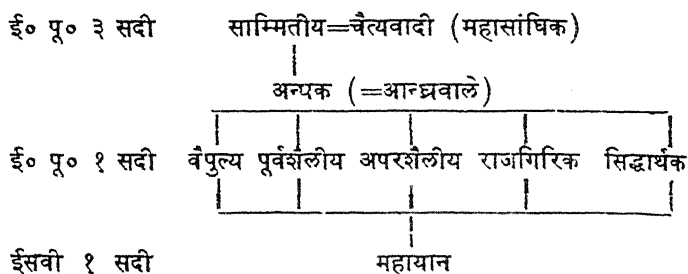 ई० पू० ३ सदी साम्मितीय=चैत्यवादी (महासांघिक)
अन्पक (=आन्ध्रवाले)
ई० पू० १ सदी वैपुल्य पूर्वशैलीय अपरशैलीय राजगिरिक सिद्धार्थक
ईसवी १ सदी महायान